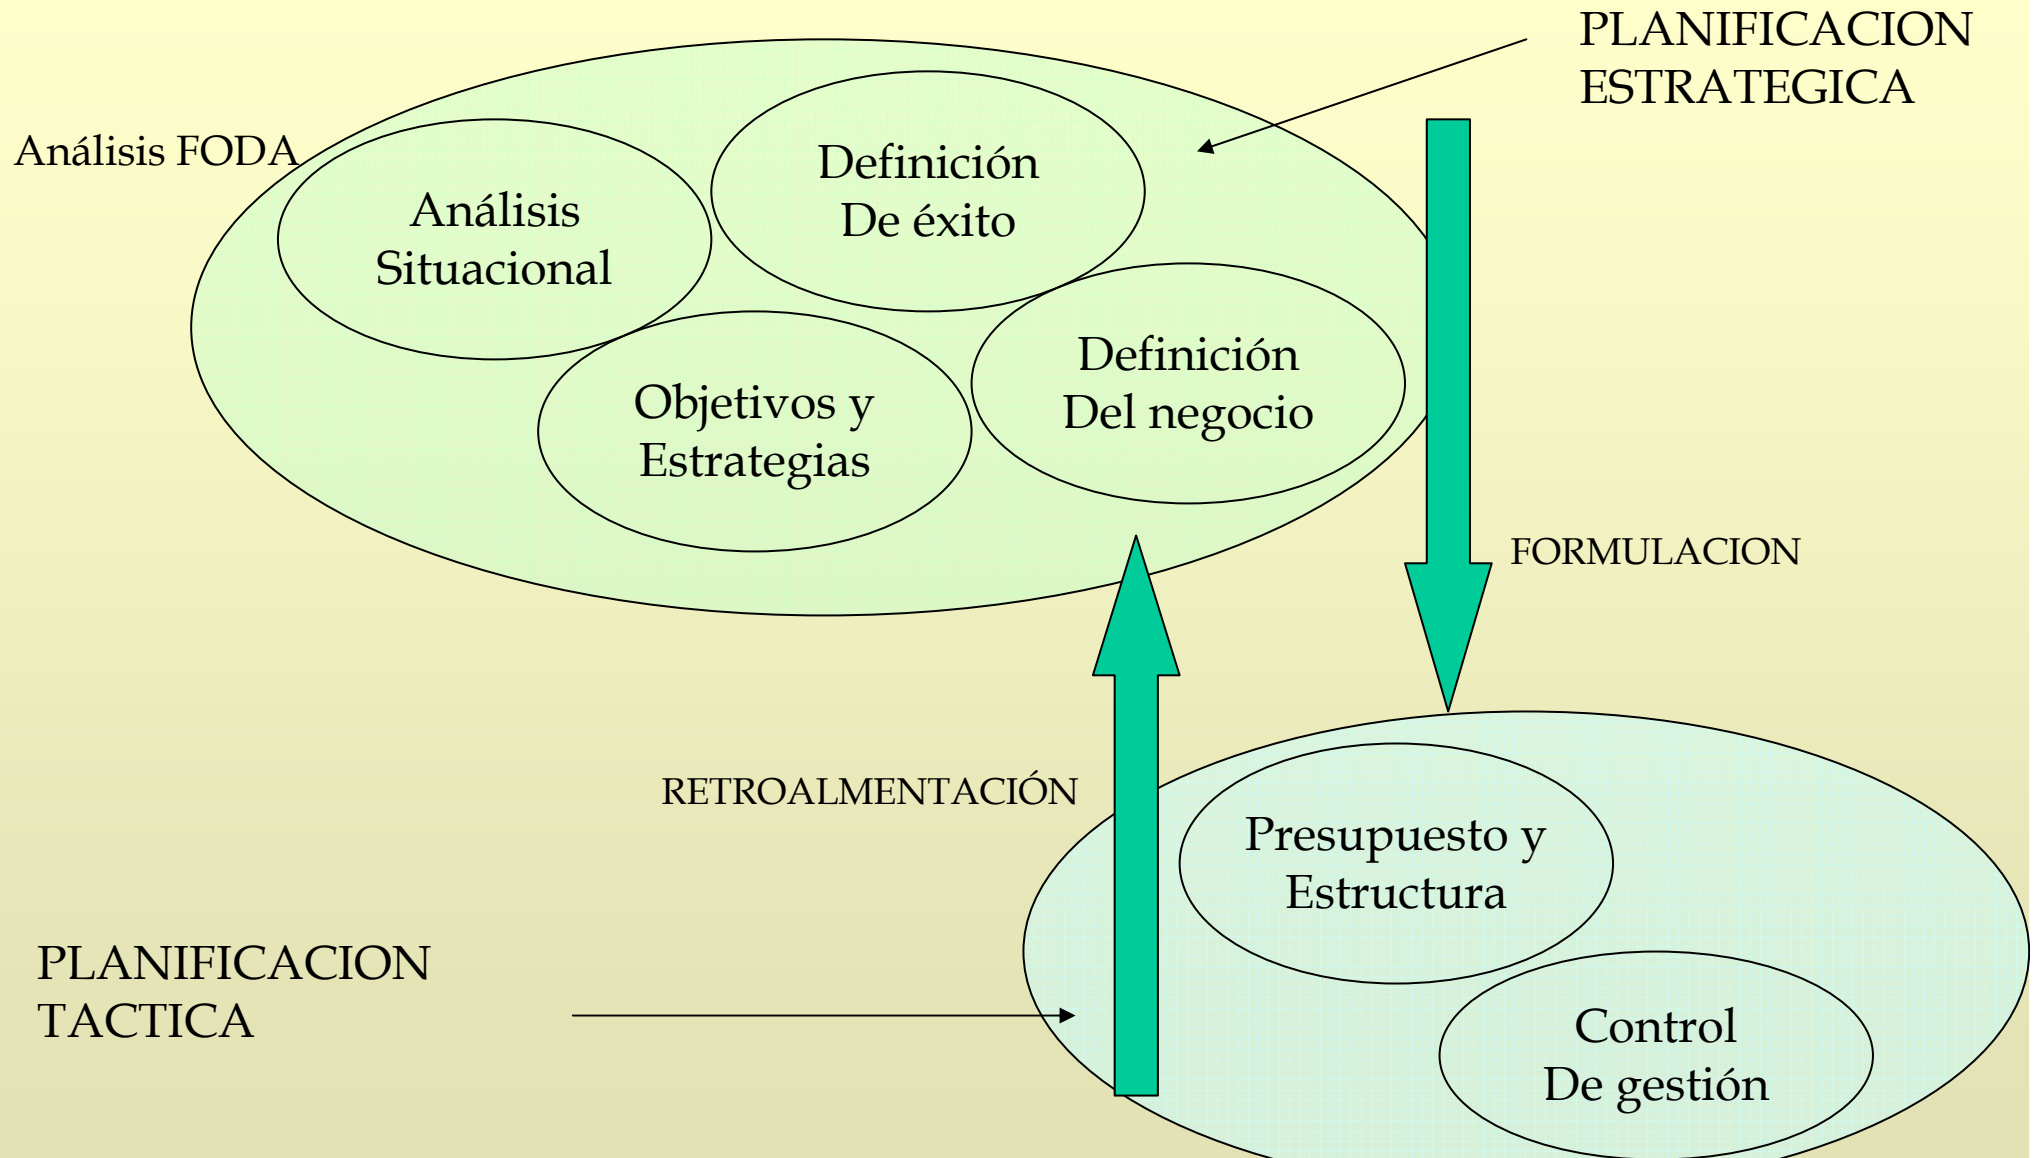 PLANIFICACION
ESTRATEGICA
Análisis FODA
Análisis
Situacional
Definición
De éxito
Objetivos y
Estrategias
Definición
Del negocio
FORMULACION
RETROALMENTACIÓN
Presupuesto y
Estructura
PLANIFICACION
TACTICA
Control
De gestión